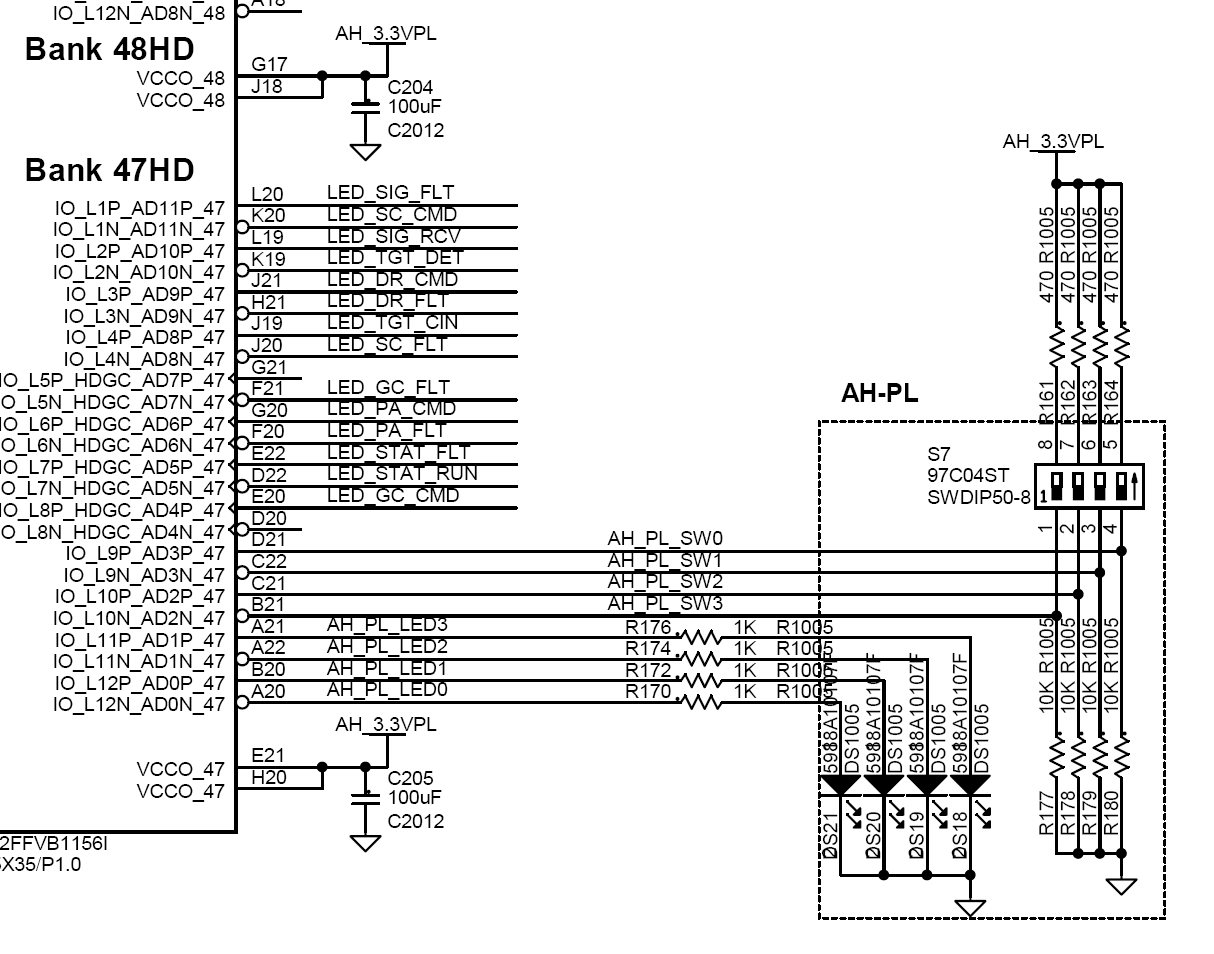 A18
IO_L12N_AD8N_48
Bank 48HD
AH_3.3VPL
VCCO_48 G17
VCCO_48 J18
C204
100uF
C2012
Bank 47HD
IO_L1P_AD11P_47 L20 LED_SIG_FLT
IO_L1N_AD11N_47 K20 LED_SC_CMD
IO_L2P_AD10P_47 L19 LED_SIG_RCV
IO_L2N_AD10N_47 K19 LED_TGT_DET
IO_L3P_AD9P_47 J21 LED_DR_CMD
IO_L3N_AD9N_47 H21 LED_DR_FLT
IO_L4P_AD8P_47 J19 LED_TGT_CIN
IO_L4N_AD8N_47 J20 LED_SC_FLT
IO_L5P_HDGC_AD7P_47 G21
IO_L5N_HDGC_AD7N_47 F21 LED_GC_FLT
IO_L6P_HDGC_AD6P_47 G20 LED_PA_CMD
IO_L6N_HDGC_AD6N_47 F20 LED_PA_FLT
IO_L7P_HDGC_AD5P_47 E22 LED_STAT_FLT
IO_L7N_HDGC_AD5N_47 D22 LED_STAT_RUN
IO_L8P_HDGC_AD4P_47 E20 LED_GC_CMD
IO_L8N_HDGC_AD4N_47 D20
IO_L9P_AD3P_47 D21 AH_PL_SW0
IO_L9N_AD3N_47 C22 AH_PL_SW1
IO_L10P_AD2P_47 C21 AH_PL_SW2
IO_L10N_AD2N_47 B21 AH_PL_SW3
IO_L11P_AD1P_47 A21 AH_PL_LED3 R176 1K R1005
IO_L11N_AD1N_47 A22 AH_PL_LED2 R174 1K R1005
IO_L12P_AD0P_47 B20 AH_PL_LED1 R172 1K R1005
IO_L12N_AD0N_47 A20 AH_PL_LED0 R170 1K R1005
AH_3.3VPL
VCCO_47 E21
VCCO_47 H20
C205
100uF
C2012
2FFVB1156I
5X35/P1.0
AH_3.3VPL
470 R1005
470 R1005
470 R1005
470 R1005
R161
R162
R163
R164
AH-PL
8 7 6 5
S7
97C04ST
SWDIP50-8
1
1 2 3 4
5988A10107F
DS1005
5988A10107F
DS1005
5988A10107F
DS1005
5988A10107F
DS1005
DS21
DS20
DS19
DS18
10K R1005
10K R1005
10K R1005
10K R1005
R177
R178
R179
R180